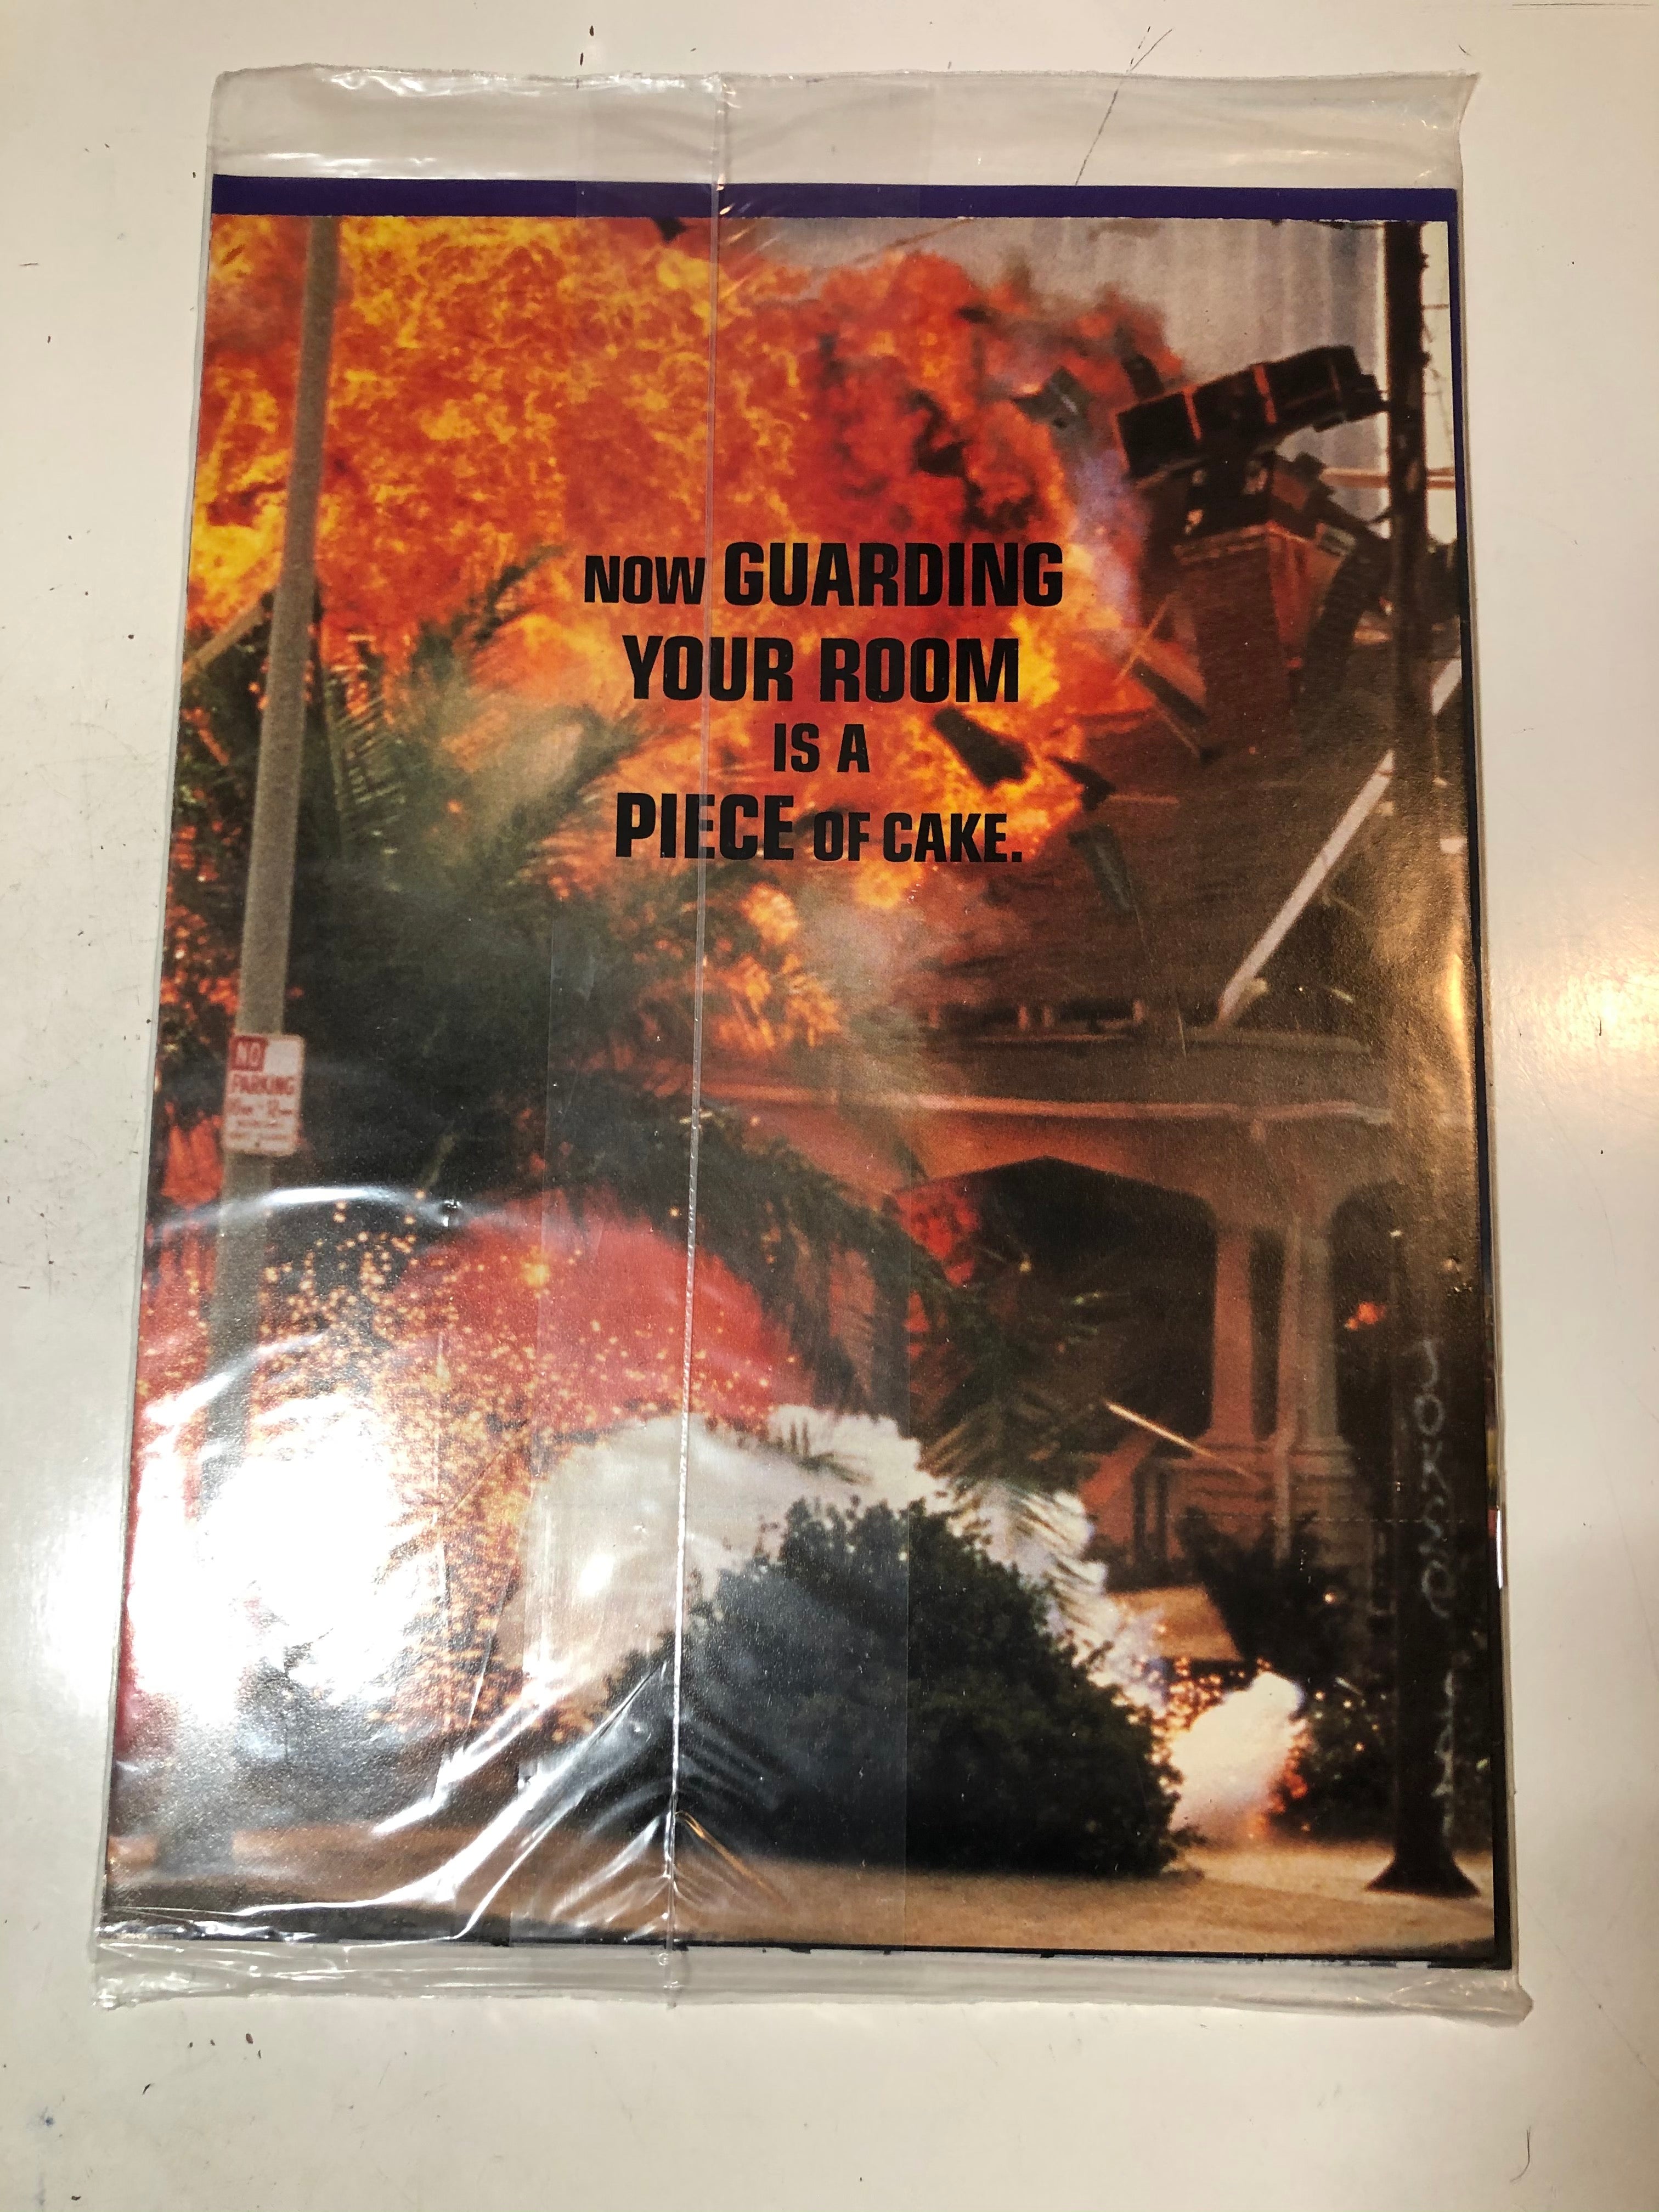 NOW GUARDING
YOUR ROOM
IS A
PIECE OF CAKE.
NO
PARKING